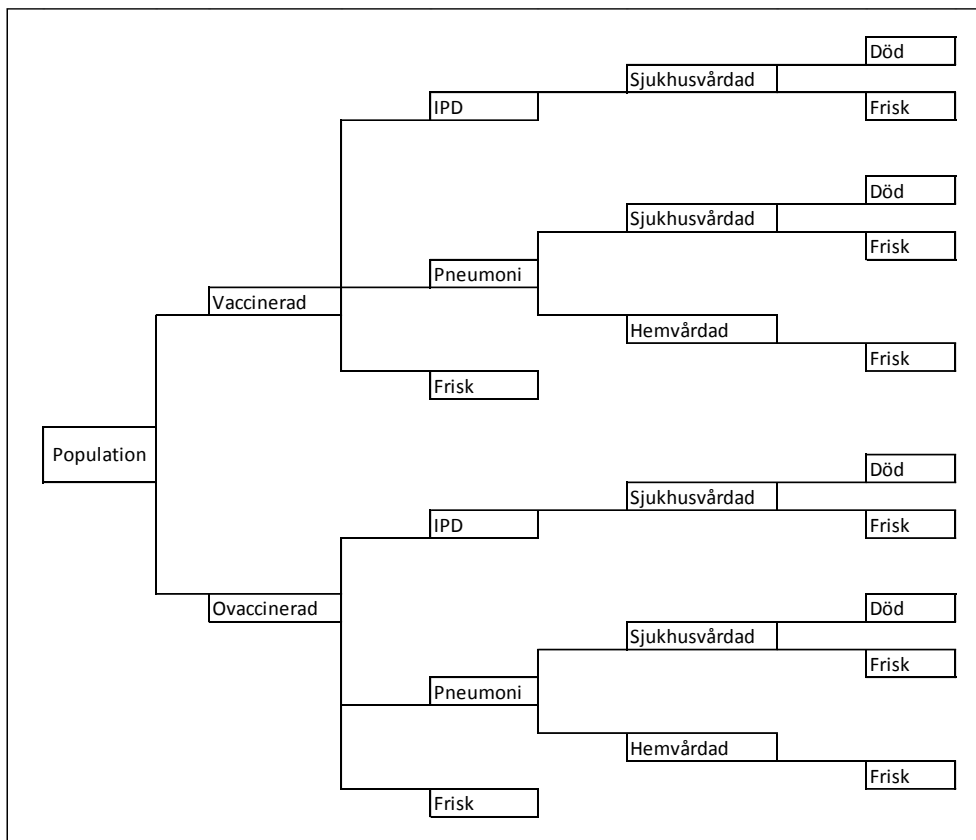 Död
Sjukhusvårdad
IPD
Frisk
Död
Sjukhusvårdad
Frisk
Pneumoni
Vaccinerad
Hemvårdad
Frisk
Frisk
Population
Död
Sjukhusvårdad
IPD
Frisk
Död
Ovaccinerad
Sjukhusvårdad
Frisk
Pneumoni
Hemvårdad
Frisk
Frisk